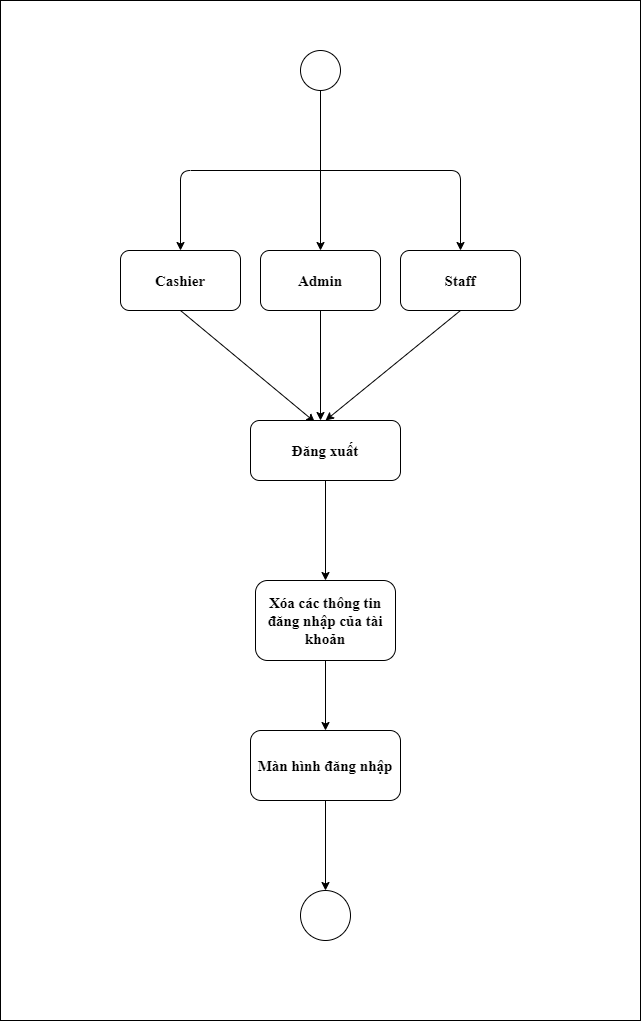 Cashier
Admin
Staff
Đăng xuất
Xóa các thông tin
đăng nhập của tài
khoản
Màn hình đăng nhập